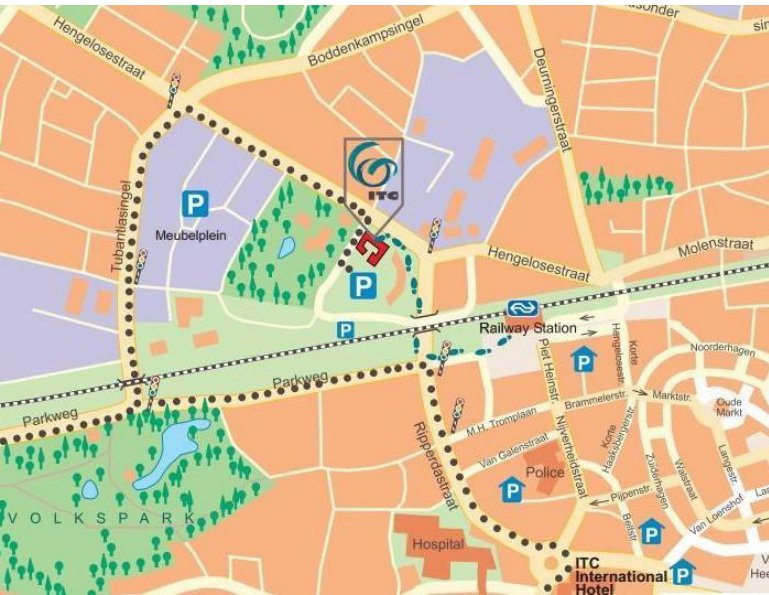 Hengelosestraat
Boddenkampsingel
Deurningerstraat
ITC
P
Meubelplein
Tubantiasingel
Hengelosestraat
Molenstraat
P
P
Railway Station
Parkweg
Parkweg
Piet Heinstr.
Korte
Hengelosestr.
Noorderhagen
P
M.H. Tromplaan
Brammelerstr.
Marktstr.
Oude
Markt
Ripperdastraat
Van Galenstraat
Nijverheidstraat
Korte
Haaksbergerstr.
Zuiderhagen
Walstraat
Langestr.
Police
P
Pijpenstr.
Van Loenshof
Beltstr.
P
VOLKSPARK
Hospital
ITC
International
Hotel
P